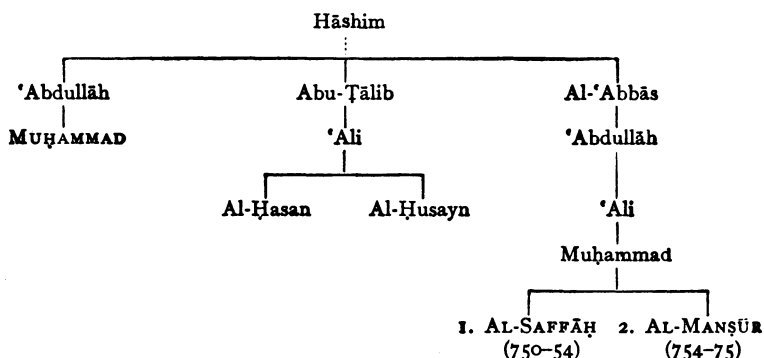 Hāshim
ʿAbdullāh Abu-Ṭālib Al-ʿAbbās
MUḤAMMAD ʿAli ʿAbdullāh
Al-Ḥasan Al-Ḥusayn ʿAli
Muḥammad
1. AL-SAFFĀḤ 2. AL-MANṢŪR
(750–54) (754–75)